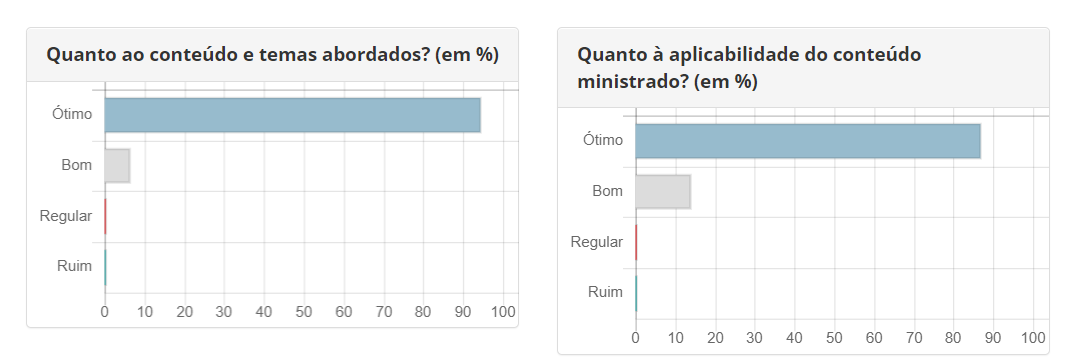 Quanto ao conteúdo e temas abordados? (em %)
Ótimo
Bom
Regular
Ruim
0 10 20 30 40 50 60 70 80 90 100
Quanto à aplicabilidade do conteúdo
ministrado? (em %)
Ótimo
Bom
Regular
Ruim
0 10 20 30 40 50 60 70 80 90 100